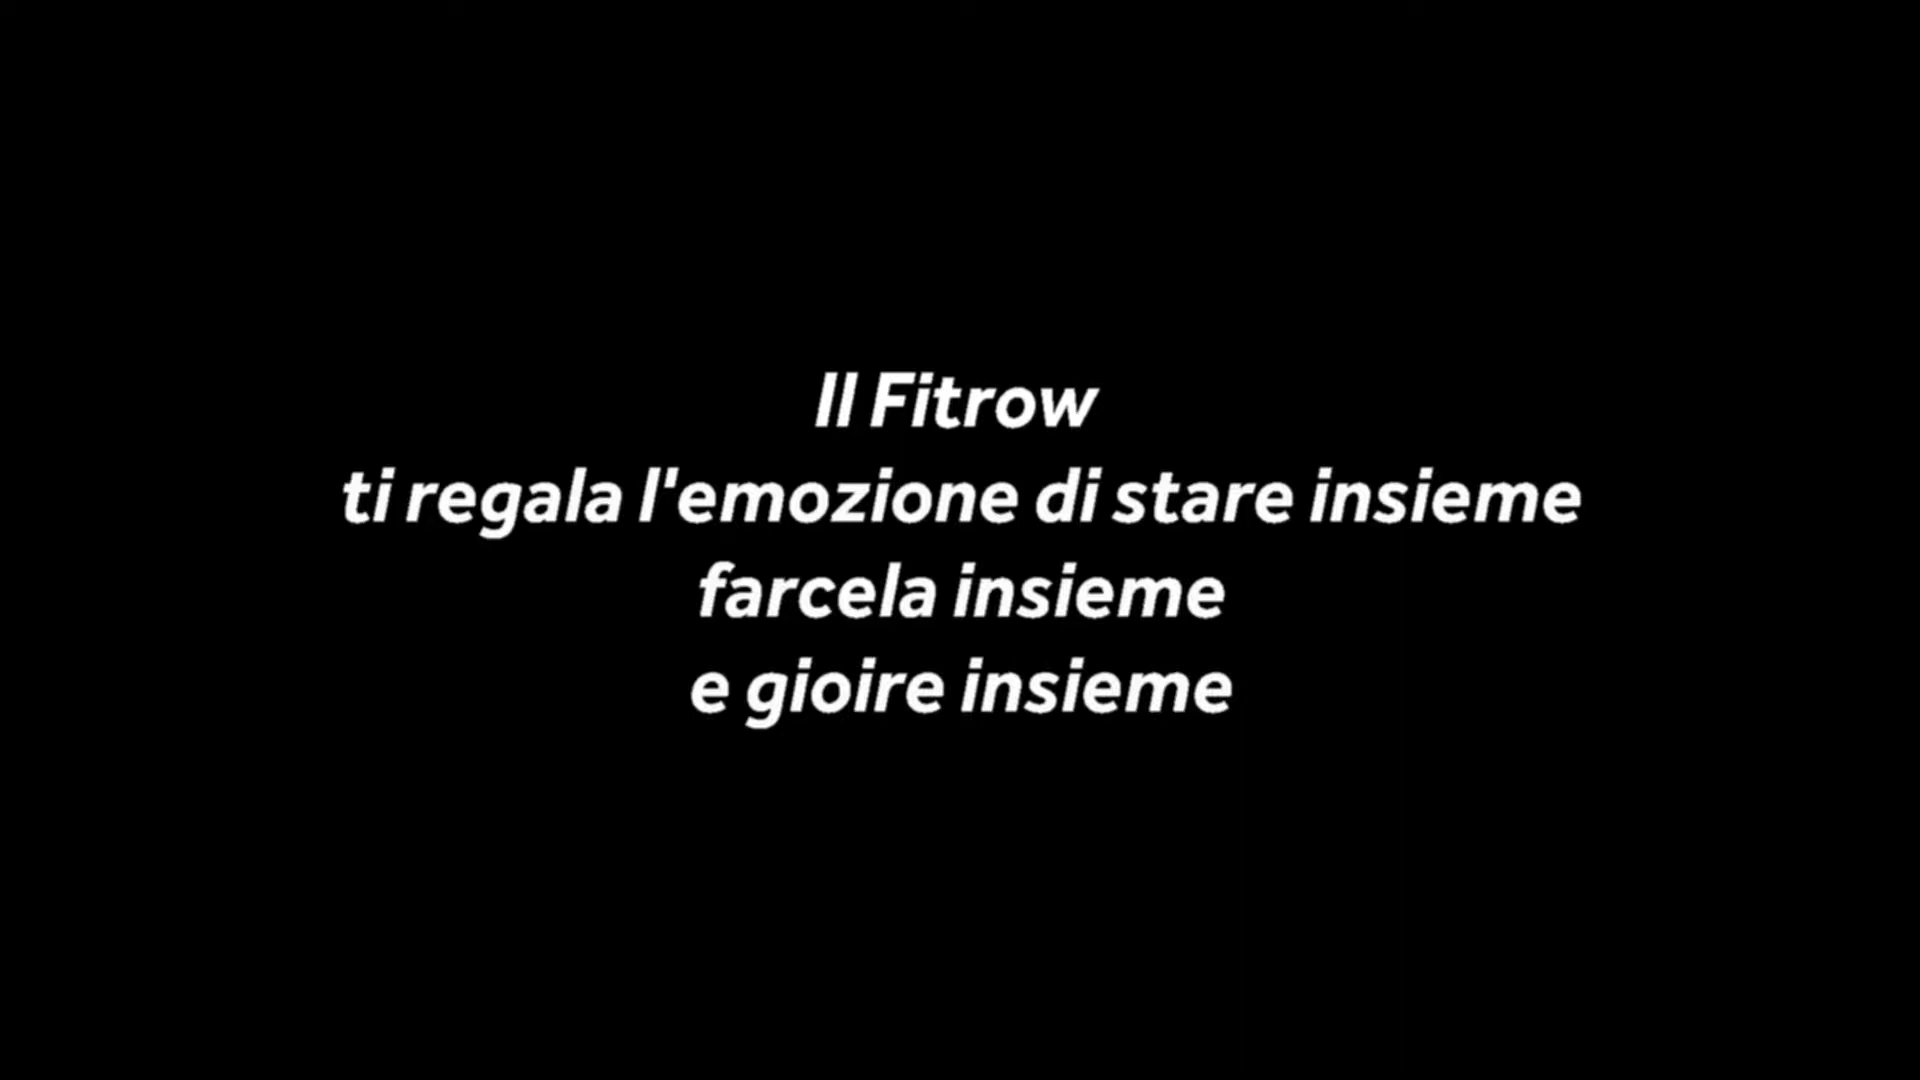 Il Fitrow
ti regala l'emozione di stare insieme
farcela insieme
e gioire insieme